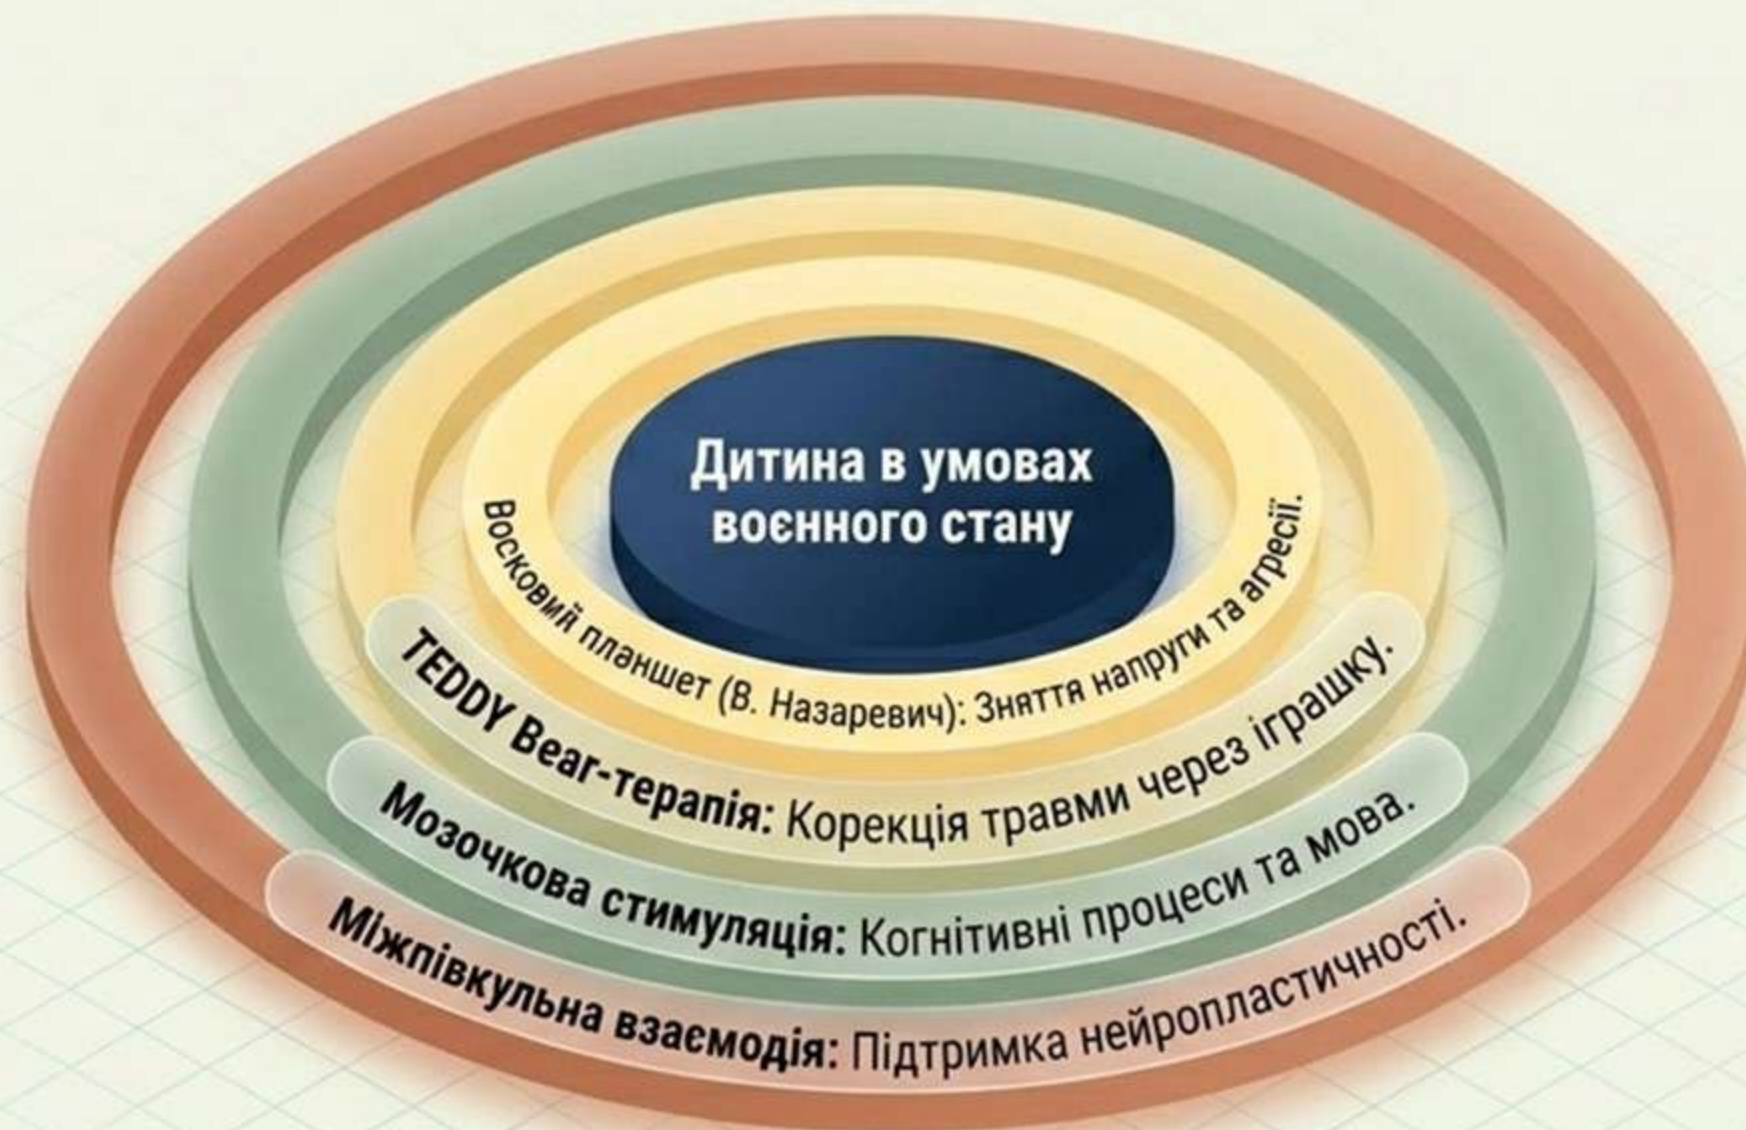 Дитина в умовах
воєнного стану
Восковий планшет (В. Назаревич): Зняття напруги та агресії.
TEDDY Bear-терапія: Корекція травми через іграшку.
Мозочкова стимуляція: Когнітивні процеси та мова.
Міжпівкульна взаємодія: Підтримка нейропластичності.